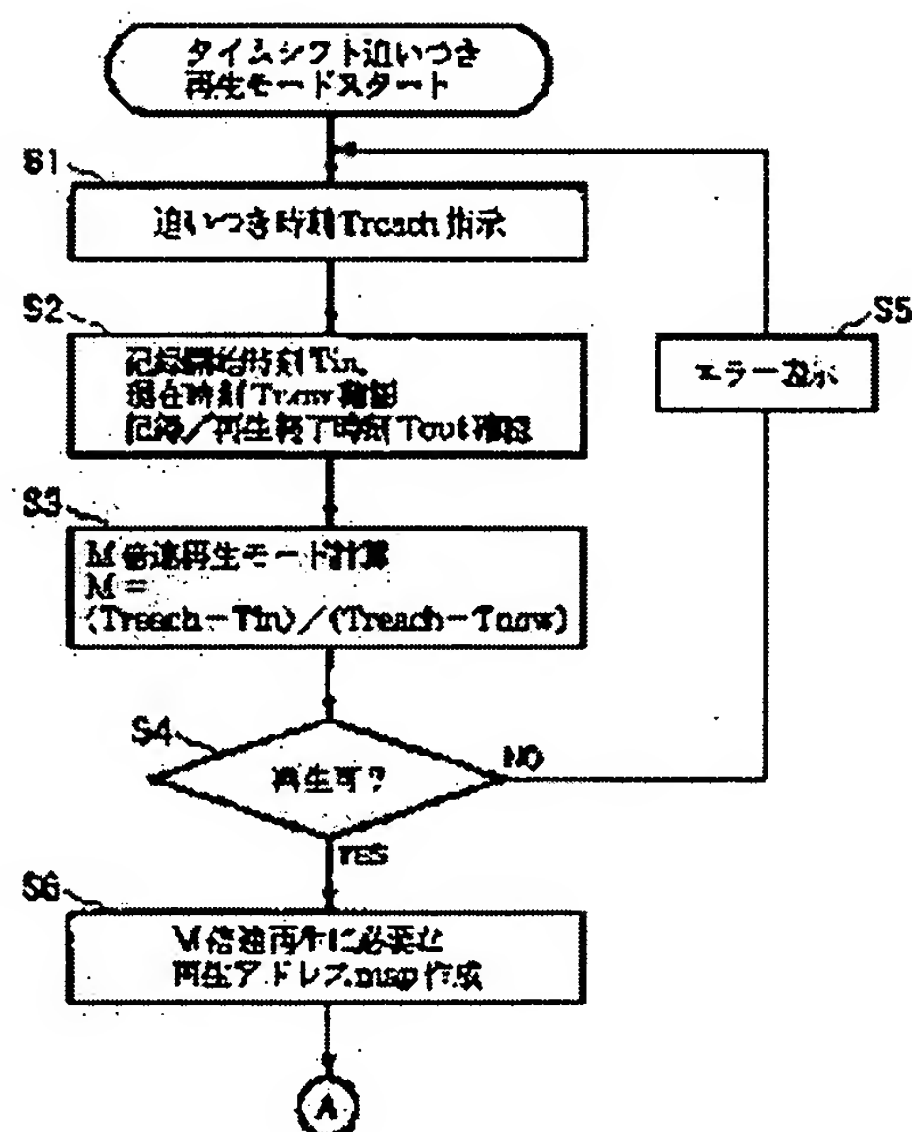 タイムシフト追いつき
再生モードスタート
S1
追いつき時刻Treach 指示
S2
記録開始時刻Tin、
現在時刻Tnow確認
記録／再生終了時刻Tout確認
S5
エラー表示
S3
M倍速再生モード計算
M＝
(Treach－Tin)／(Treach－Tnow)
S4
再生可？
NO
YES
S6
M倍速再生に必要な
再生アドレスmap作成
A